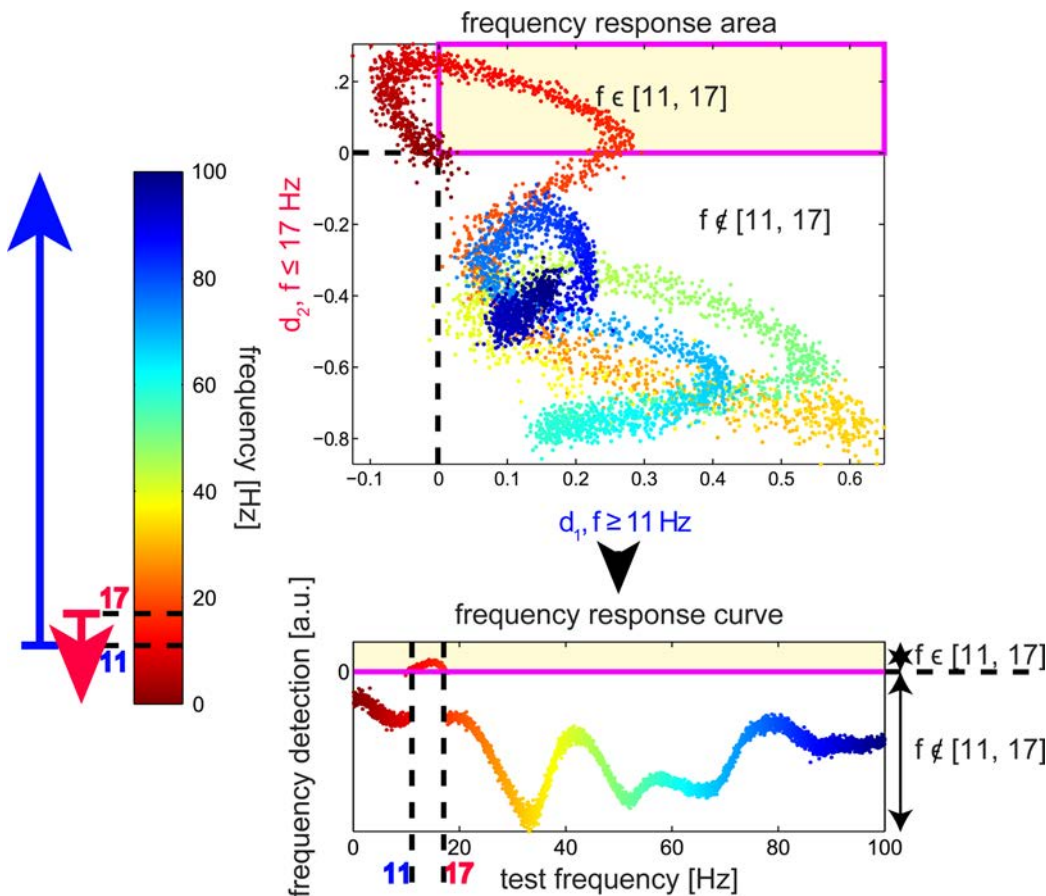 frequency response area
.2
0
−0.2
−0.4
−0.6
−0.8
d2, f ≤ 17 Hz
f ϵ [11, 17]
f ∉ [11, 17]
−0.1 0 0.1 0.2 0.3 0.4 0.5 0.6
d1, f ≥ 11 Hz
100
80
60
40
20
0
frequency [Hz]
17
11
frequency response curve
frequency detection [a.u.]
0
f ϵ [11, 17]
f ∉ [11, 17]
0 20 40 60 80 100
11 17
test frequency [Hz]